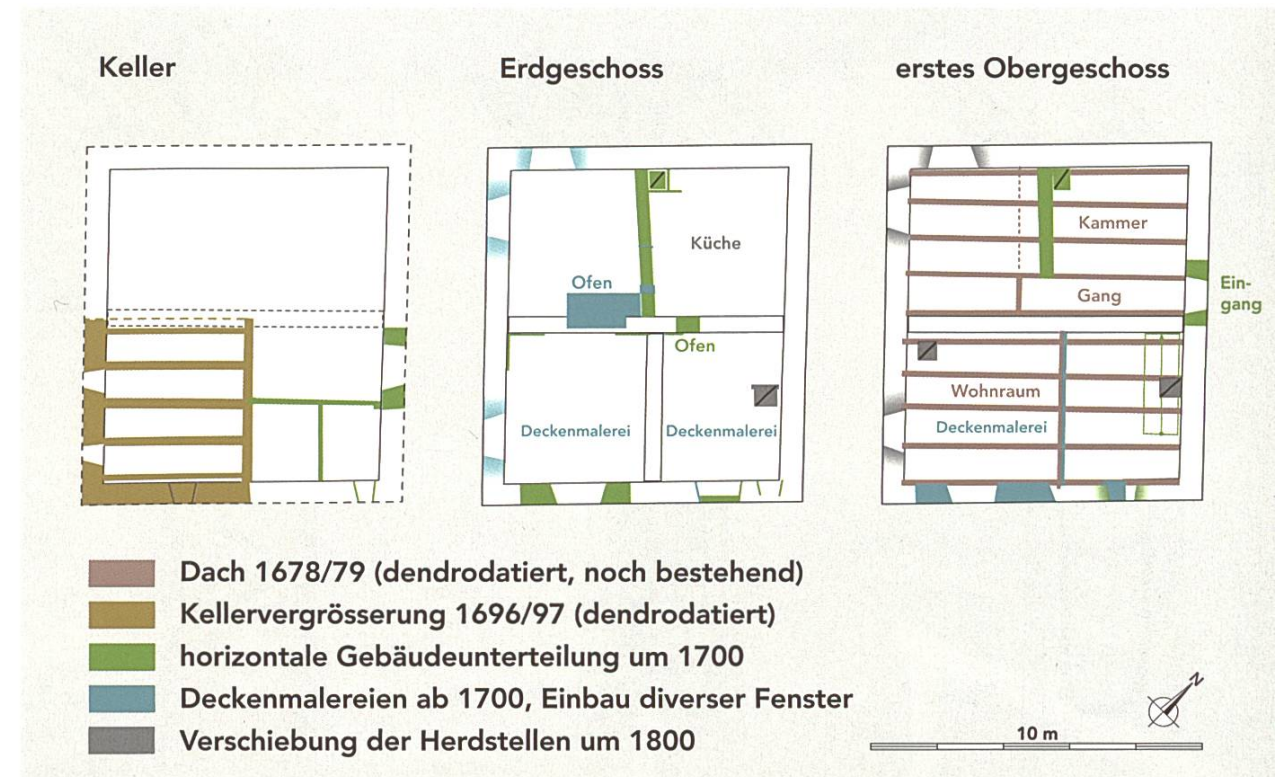 Keller
Erdgeschoss
erstes Obergeschoss
Küche
Ofen
Ofen
Deckenmalerei
Deckenmalerei
Kammer
Gang
Ein-
gang
Wohnraum
Deckenmalerei
Dach 1678/79 (dendrodatiert, noch bestehend)
Kellervergrösserung 1696/97 (dendrodatiert)
horizontale Gebäudeunterteilung um 1700
Deckenmalereien ab 1700, Einbau diverser Fenster
Verschiebung der Herdstellen um 1800
N
10 m